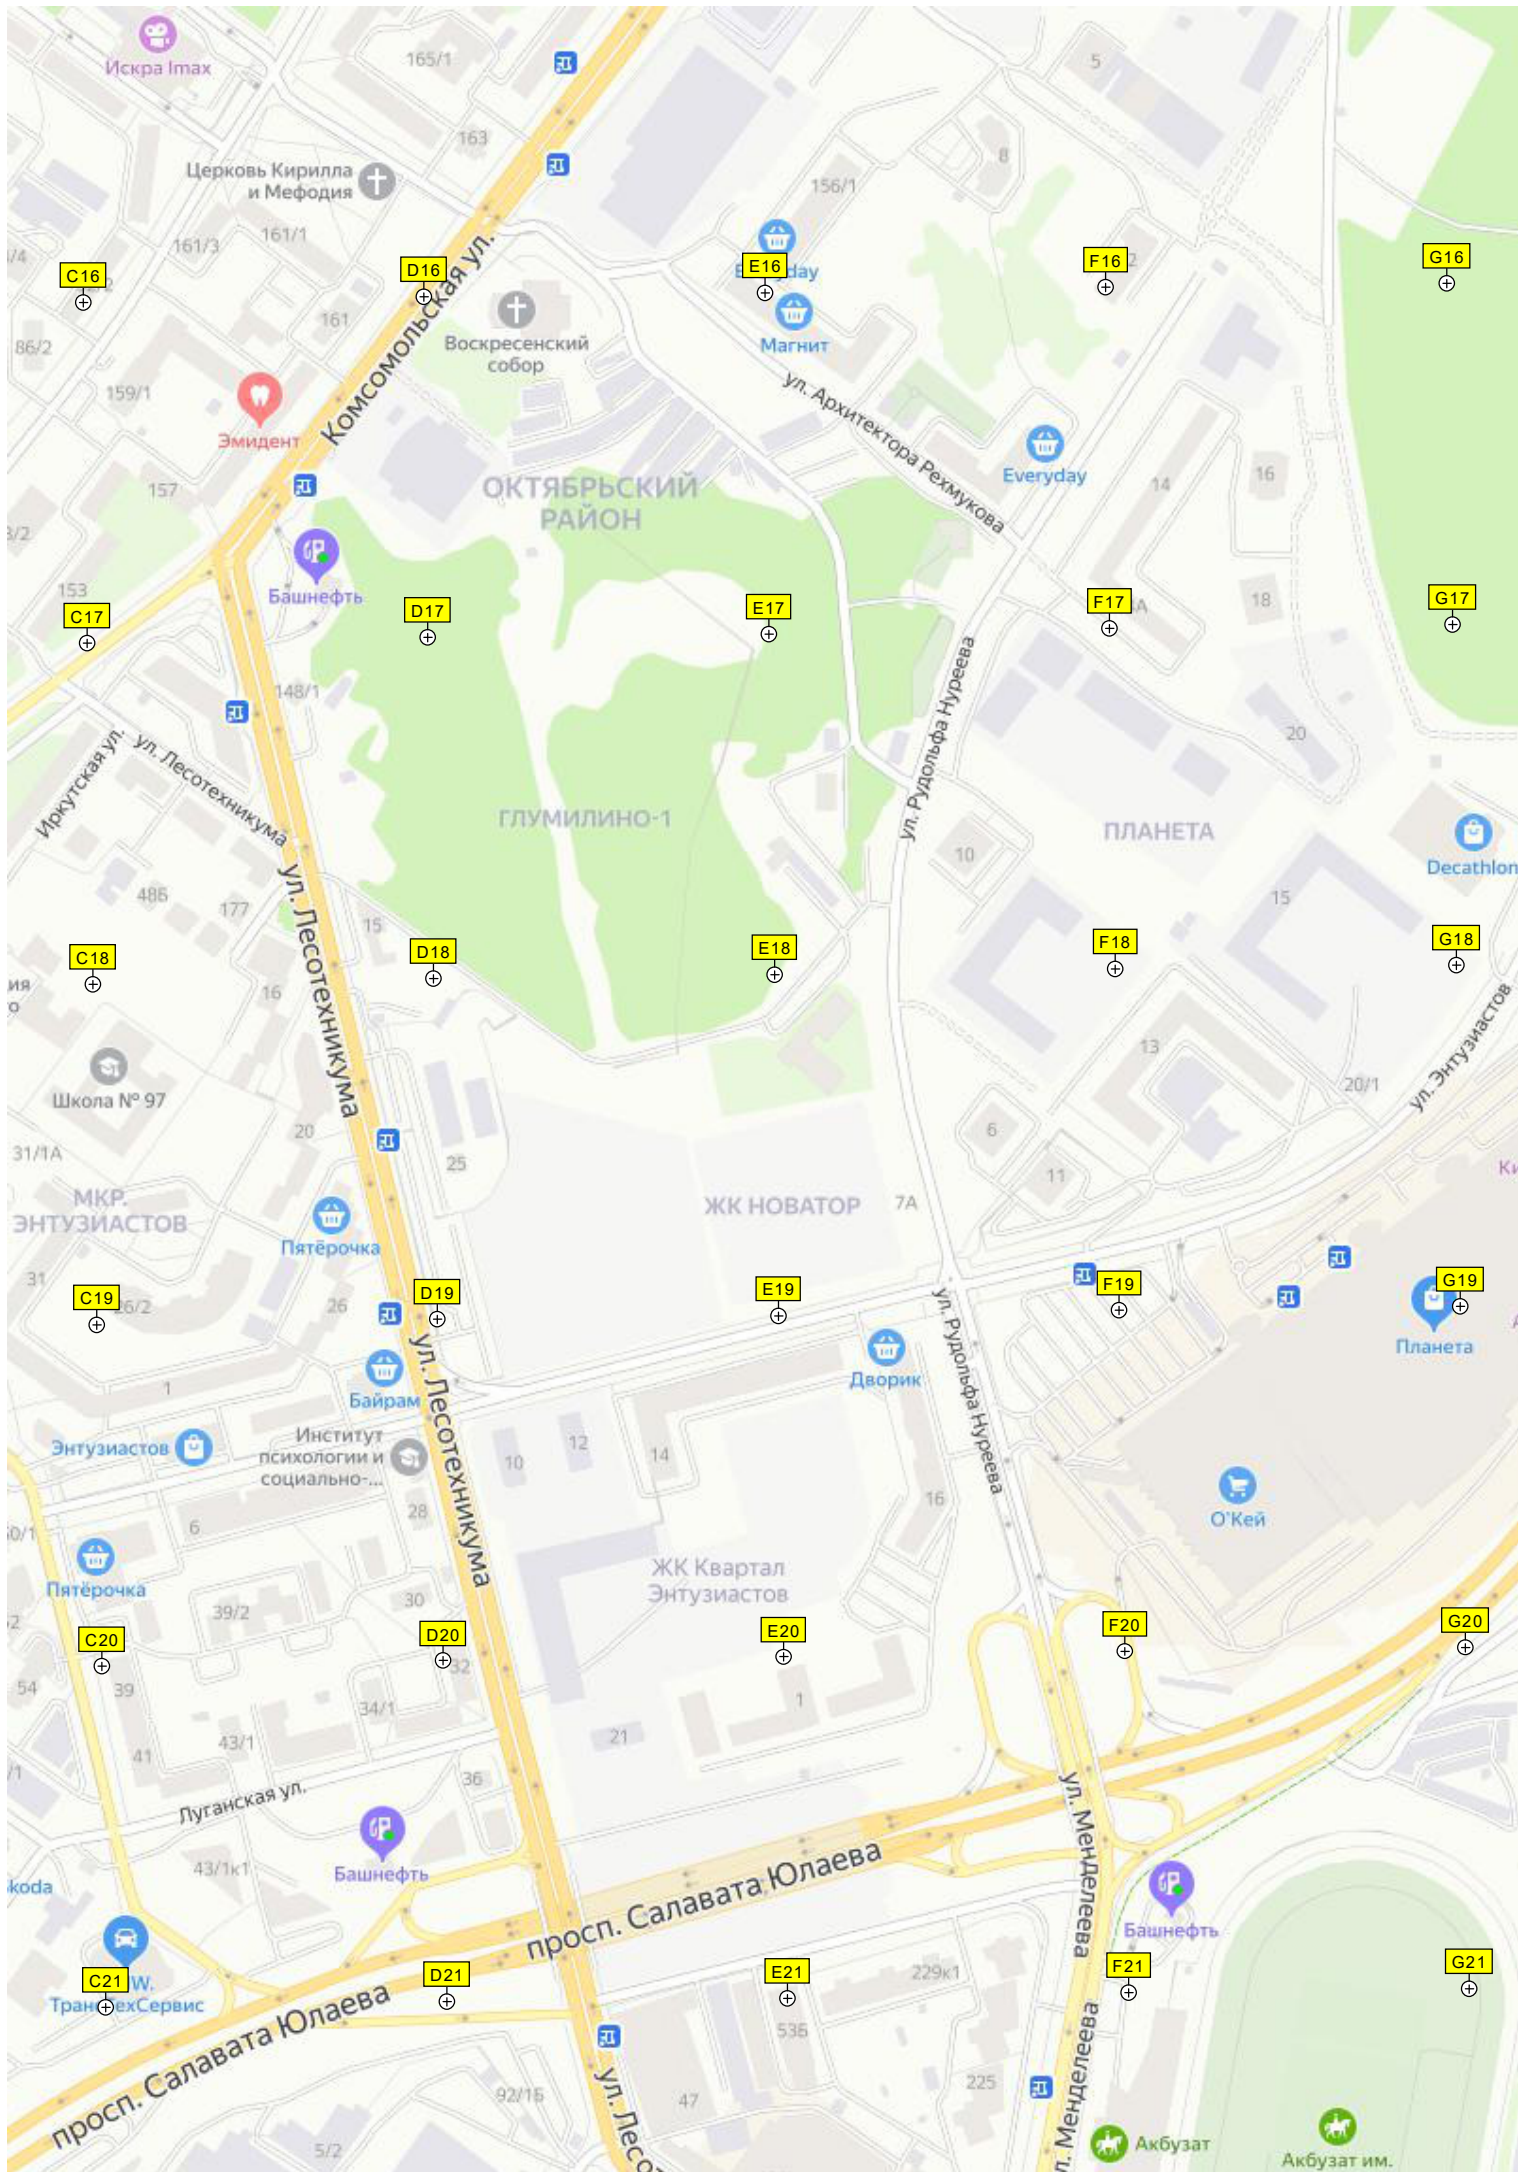 Искра Imax
165/1
5
163
Церковь Кирилла
и Мефодия
156/1
8
161/3
161/1
C16
D16
E16
F16
G16
161
Комсомольская ул.
Воскресенский
собор
Магнит
86/2
159/1
Эмидент
ул. Архитектора Рехмукова
Everyday
157
ОКТЯБРЬСКИЙ
РАЙОН
14
16
Башнефть
153
C17
D17
E17
F17
G17
18
148/1
ул. Рудольфа Нуреева
20
Иркутская ул.
ул. Лесотехникума
ГЛУМИЛИНО-1
ПЛАНЕТА
10
Decathlon
48Б
177
15
15
ул. Лесотехникума
C18
D18
E18
F18
G18
16
13
ул. Энтузиастов
20/1
Школа № 97
20
6
31/1А
25
11
МКР.
ЭНТУЗИАСТОВ
ЖК НОВАТОР
7А
Пятёрочка
31
C19
26/2
26
D19
E19
F19
G19
Планета
ул. Рудольфа Нуреева
1
Байрам
Дворик
ул. Лесотехникума
Энтузиастов
Институт
психологии и
социально-...
10
12
14
16
О'Кей
28
6
Пятёрочка
ЖК Квартал
Энтузиастов
39/2
30
C20
D20
E20
F20
G20
32
54
39
34/1
1
41
43/1
21
Луганская ул.
36
Башнефть
43/1к1
ул. Менделеева
просп. Салавата Юлаева
Башнефть
C21
D21
E21
F21
G21
229к1
ТрансТехСервис
просп. Салавата Юлаева
53Б
92/1Б
47
225
5/2
Акбузат
Акбузат им.